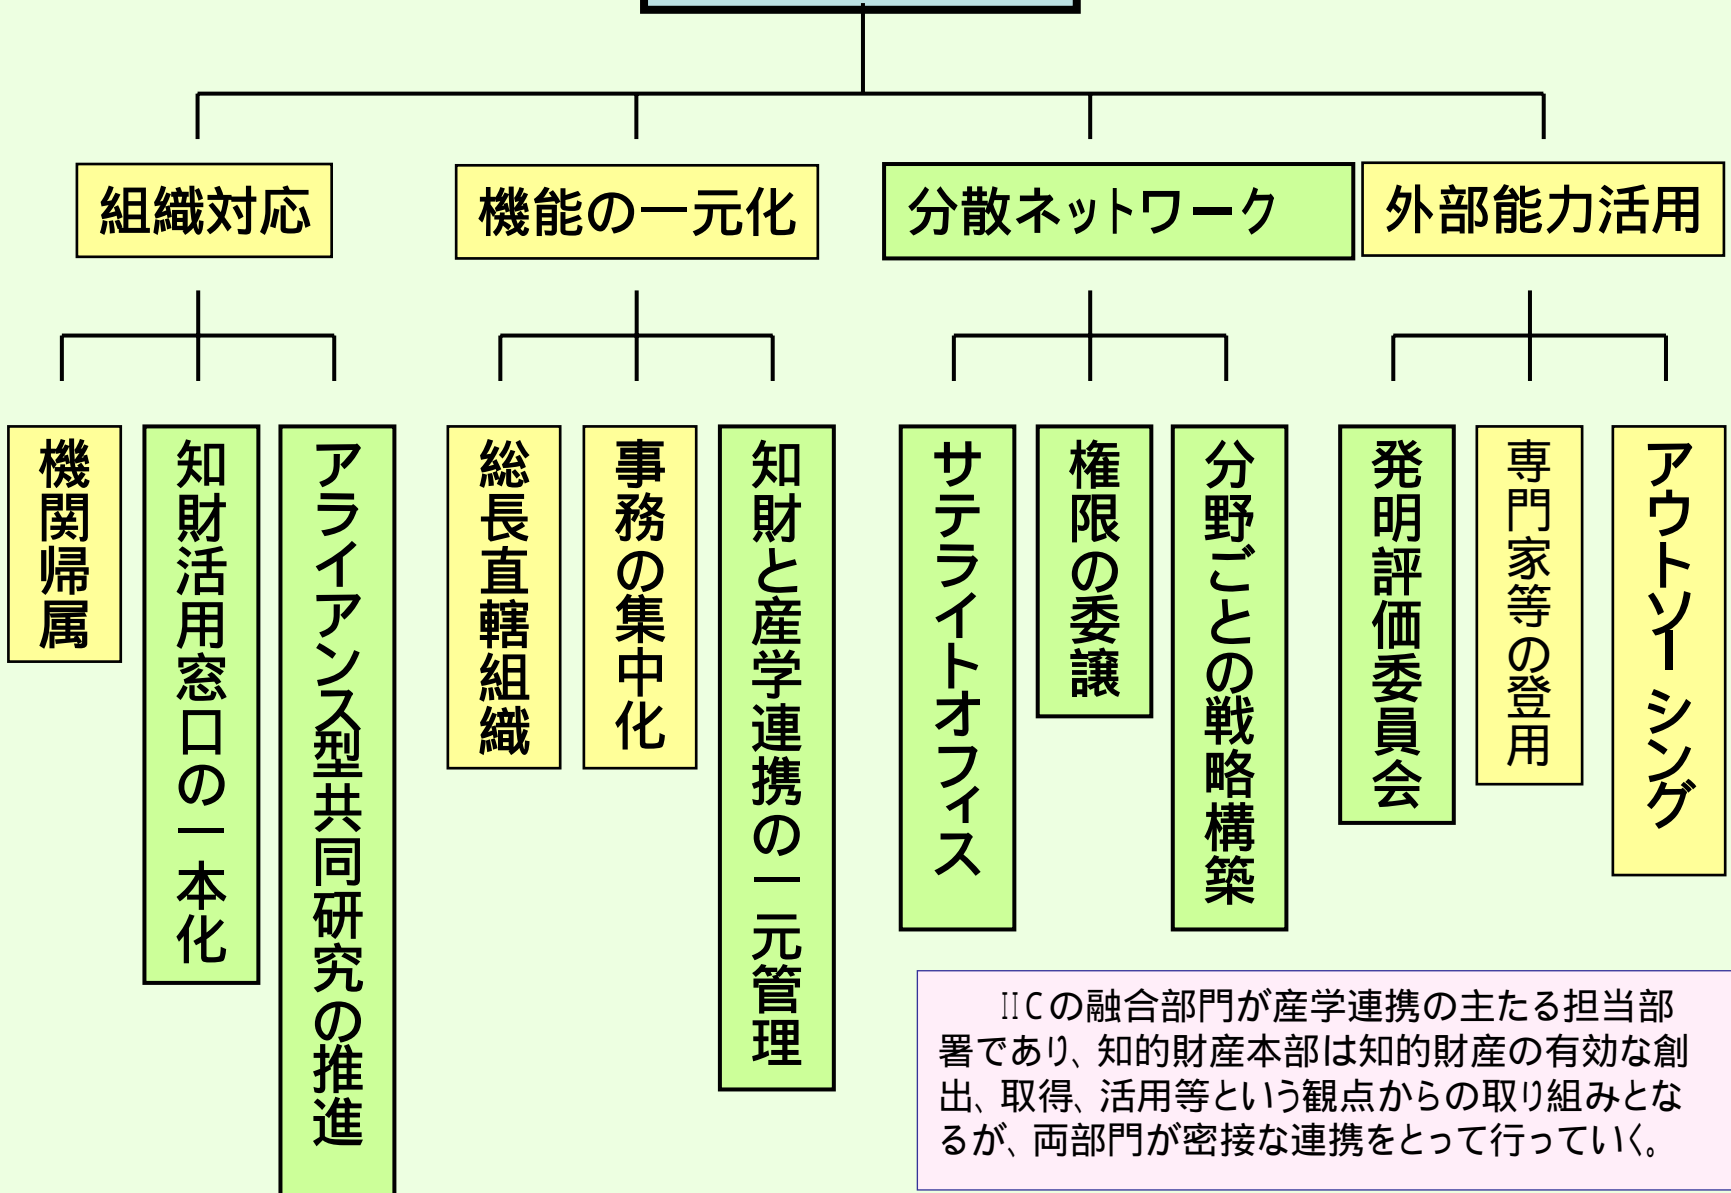 組織対応
機能の一元化
分散ネットワーク
外部能力活用
機関帰属
知財活用窓口の一本化
アライアンス型共同研究の推進
総長直轄組織
事務の集中化
知財と産学連携の一元管理
サテライトオフィス
権限の委譲
分野ごとの戦略構築
発明評価委員会
専門家等の登用
アウトソーシング
IICの融合部門が産学連携の主たる担当部
署であり、知的財産本部は知的財産の有効な創
出、取得、活用等という観点からの取り組みとな
るが、両部門が密接な連携をとって行っていく。